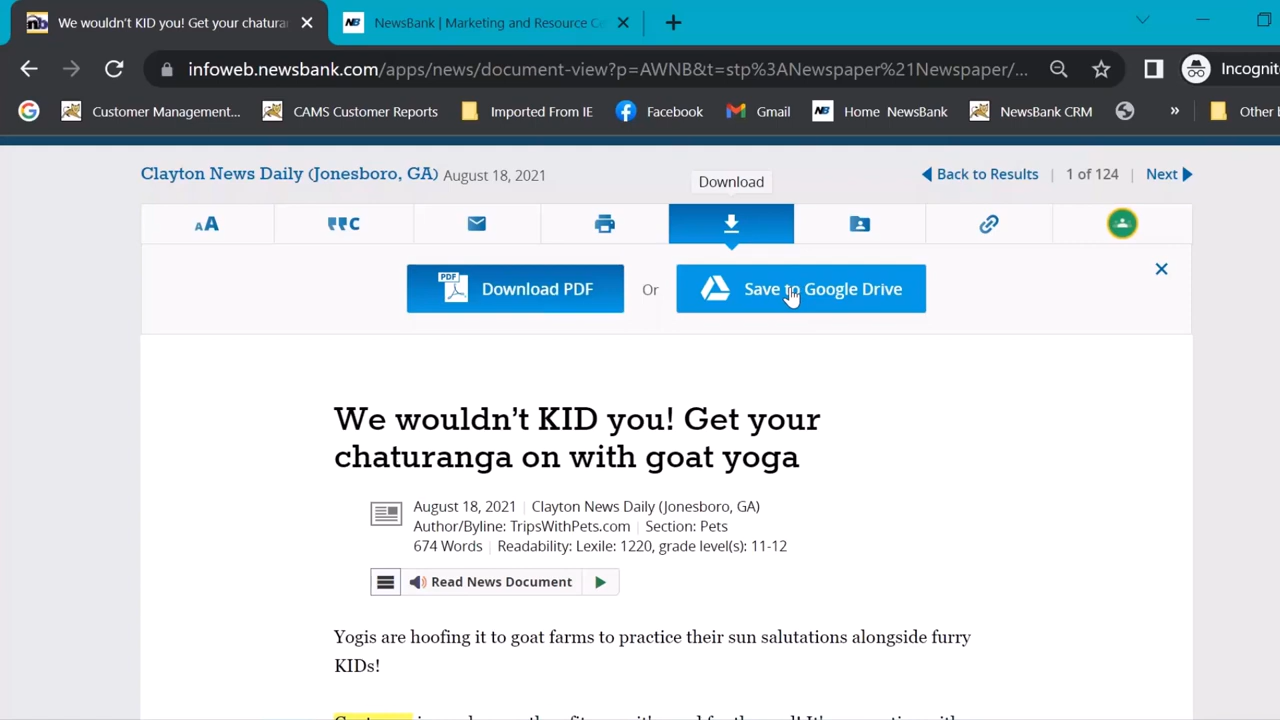 We wouldn't KID you! Get your chatura
NB NewsBank | Marketing and Resource Ce
infoweb.newsbank.com/apps/news/document-view?p=AWNB&t=stp%3ANewspaper%21Newspaper/... Incognit
Customer Management... CAMS Customer Reports Imported From IE Facebook Gmail NB Home NewsBank NewsBank CRM » Other
Clayton News Daily (Jonesboro, GA) August 18, 2021 Download Back to Results | 1 of 124 | Next
AA C
PDF Download PDF Or Save to Google Drive
We wouldn’t KID you! Get your
chaturanga on with goat yoga
August 18, 2021 | Clayton News Daily (Jonesboro, GA)
Author/Byline: TripsWithPets.com | Section: Pets
674 Words | Readability: Lexile: 1220, grade level(s): 11-12
Read News Document
Yogis are hoofing it to goat farms to practice their sun salutations alongside furry
KIDs!